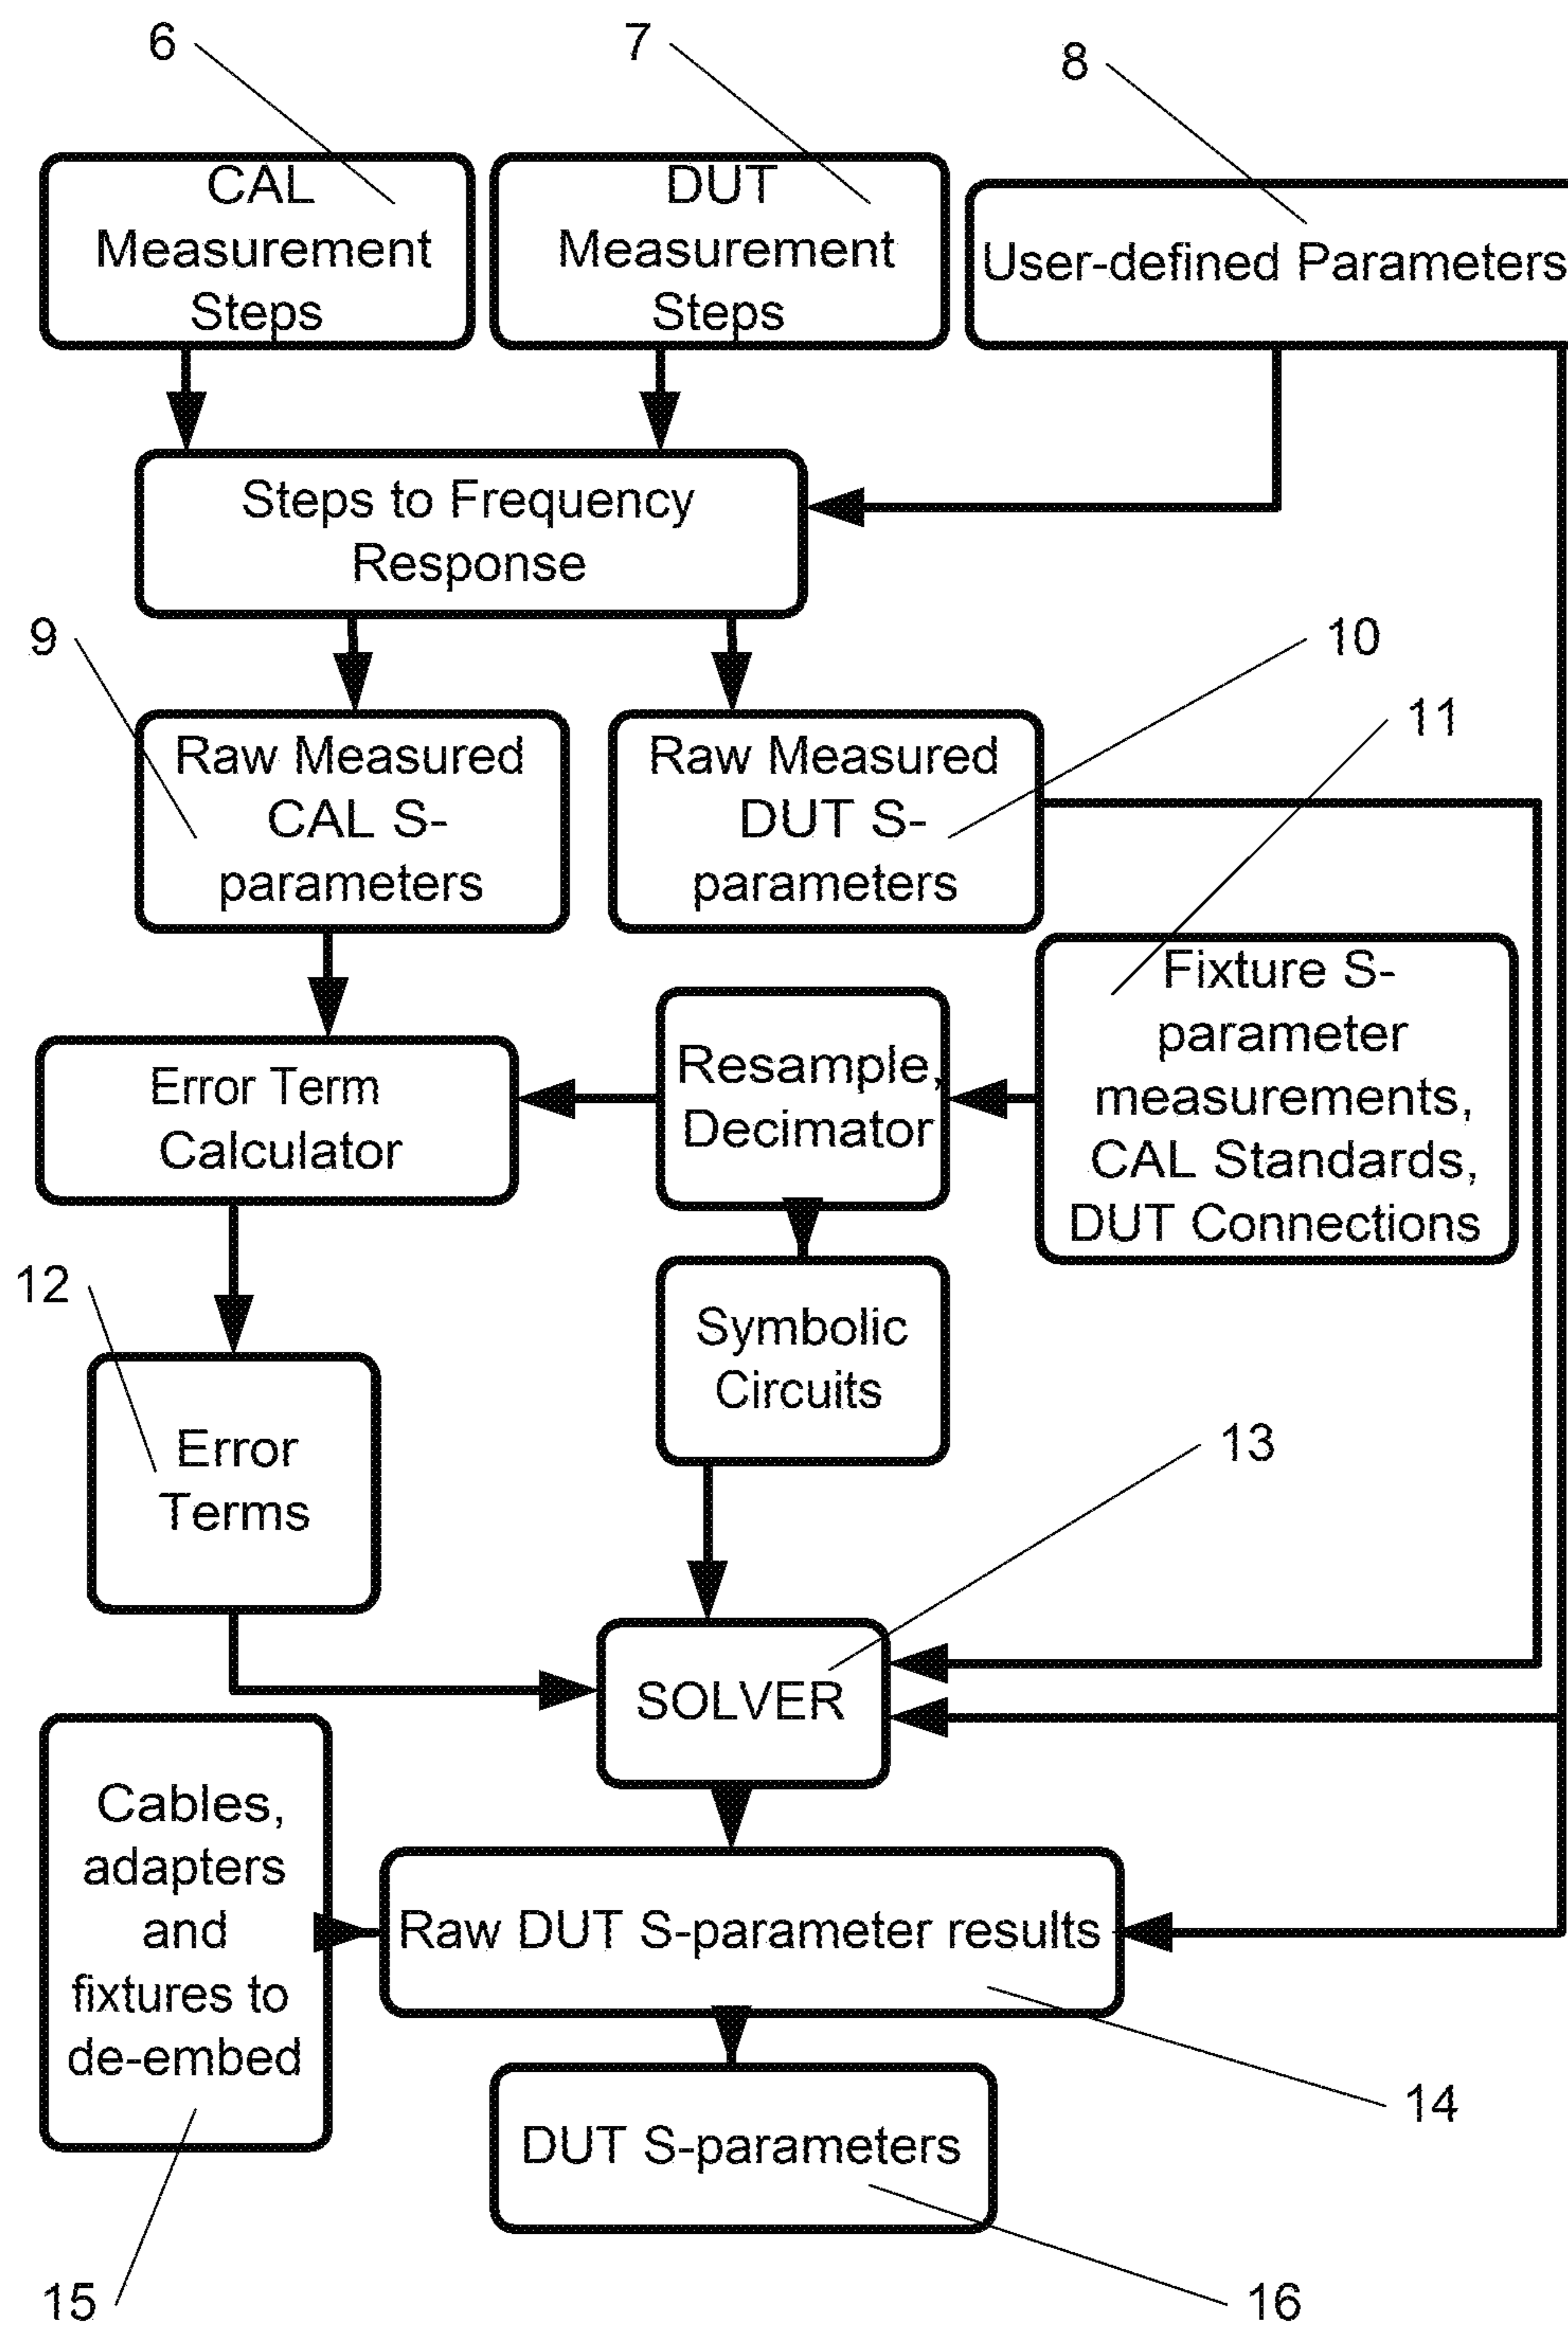 6
7
8
CAL
Measurement
Steps
DUT
Measurement
Steps
User-defined Parameters
Steps to Frequency
Response
9
10
11
Raw Measured
CAL S-
parameters
Raw Measured
DUT S-
parameters
Fixture S-
parameter
measurements,
CAL Standards,
DUT Connections
Resample,
Decimator
Error Term
Calculator
12
Symbolic
Circuits
Error
Terms
13
SOLVER
Cables,
adapters
and
fixtures to
de-embed
Raw DUT S-parameter results
14
DUT S-parameters
15
16